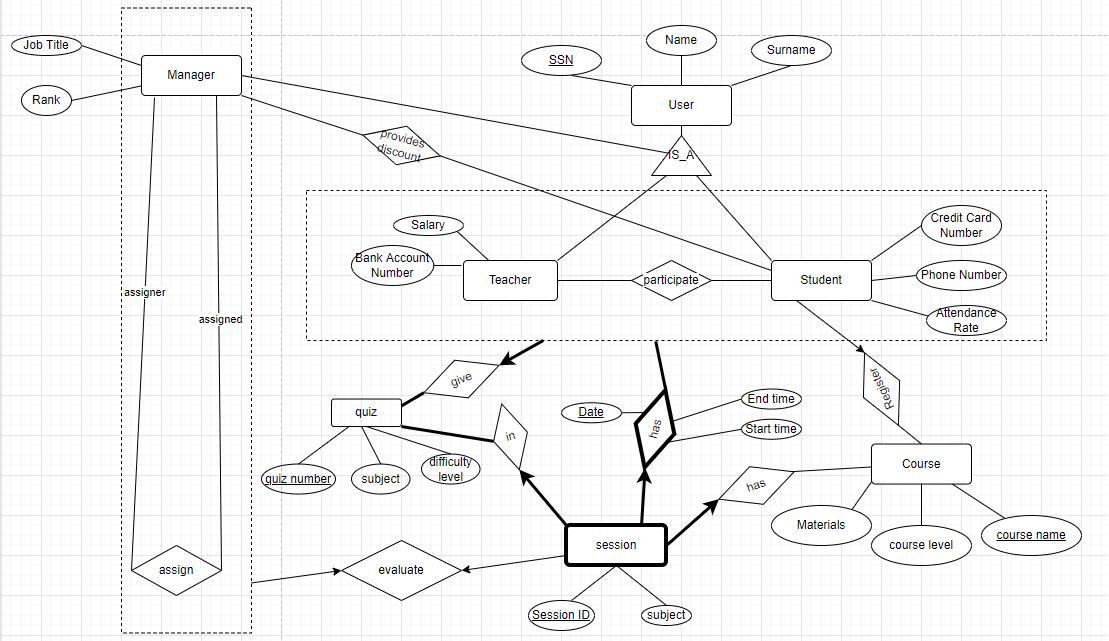 Name
Job Title
Surname
SSN
Manager
Rank
User
provides
discount
IS_A
Credit Card
Number
Salary
Bank Account
Number
Teacher
participate
Student
Phone Number
assigner
Attendance
Rate
assigned
give
Register
End time
quiz
Date
has
Start time
in
Course
difficulty
level
quiz number
subject
has
Materials
course name
session
course level
assign
evaluate
Session ID
subject